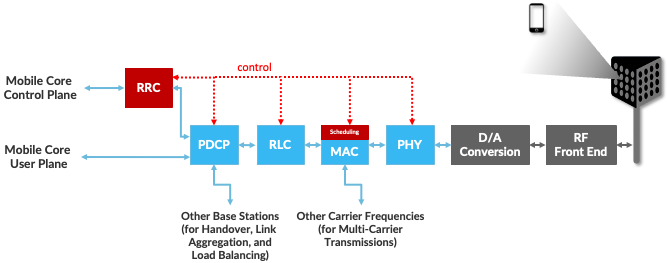 control
Mobile Core
Control Plane
RRC
Mobile Core
User Plane
PDCP
RLC
Scheduling
MAC
PHY
D/A
Conversion
RF
Front End
Other Base Stations
(for Handover, Link
Aggregation, and
Load Balancing)
Other Carrier Frequencies
(for Multi-Carrier
Transmissions)